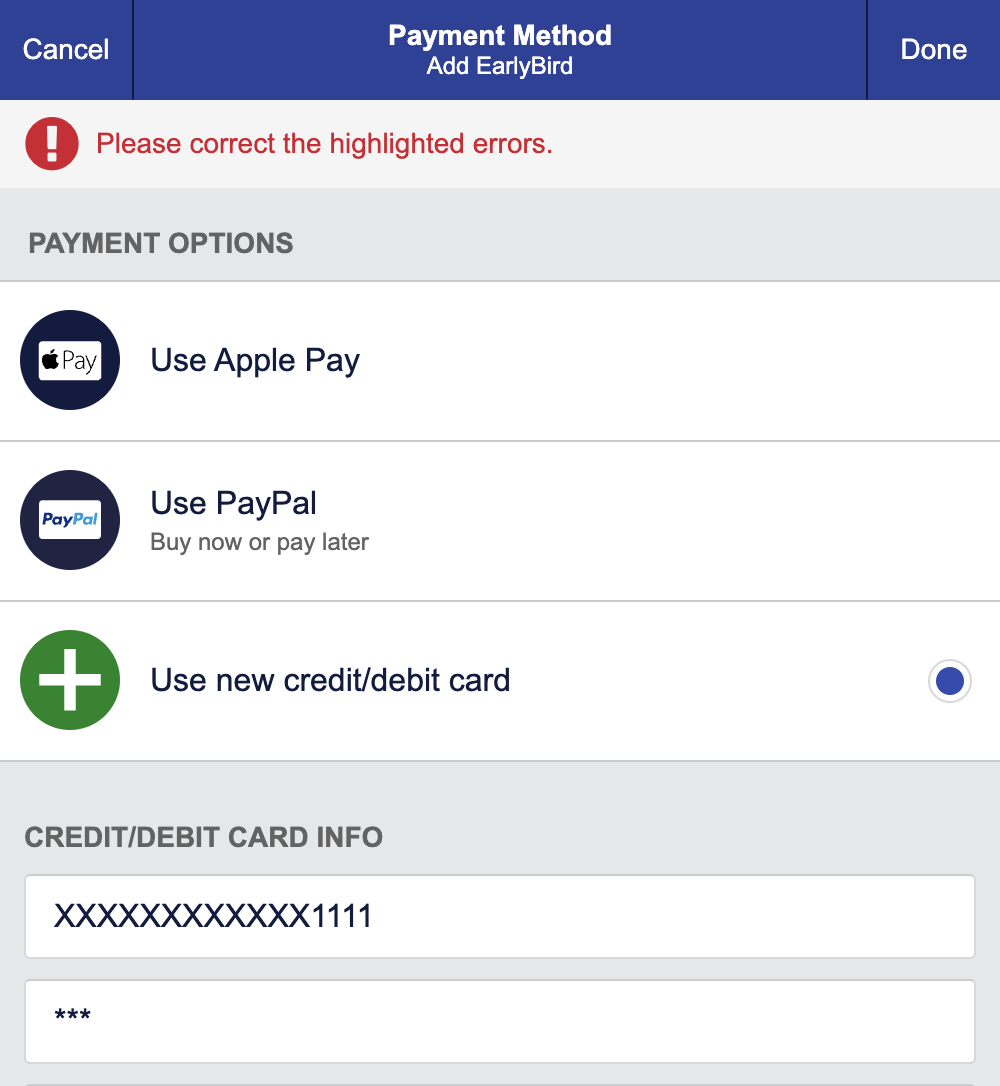 Cancel
Payment Method
Add EarlyBird
Done
Please correct the highlighted errors.
PAYMENT OPTIONS
Pay
Use Apple Pay
PayPal
Use PayPal
Buy now or pay later
Use new credit/debit card
CREDIT/DEBIT CARD INFO
XXXXXXXXXXXX1111
***